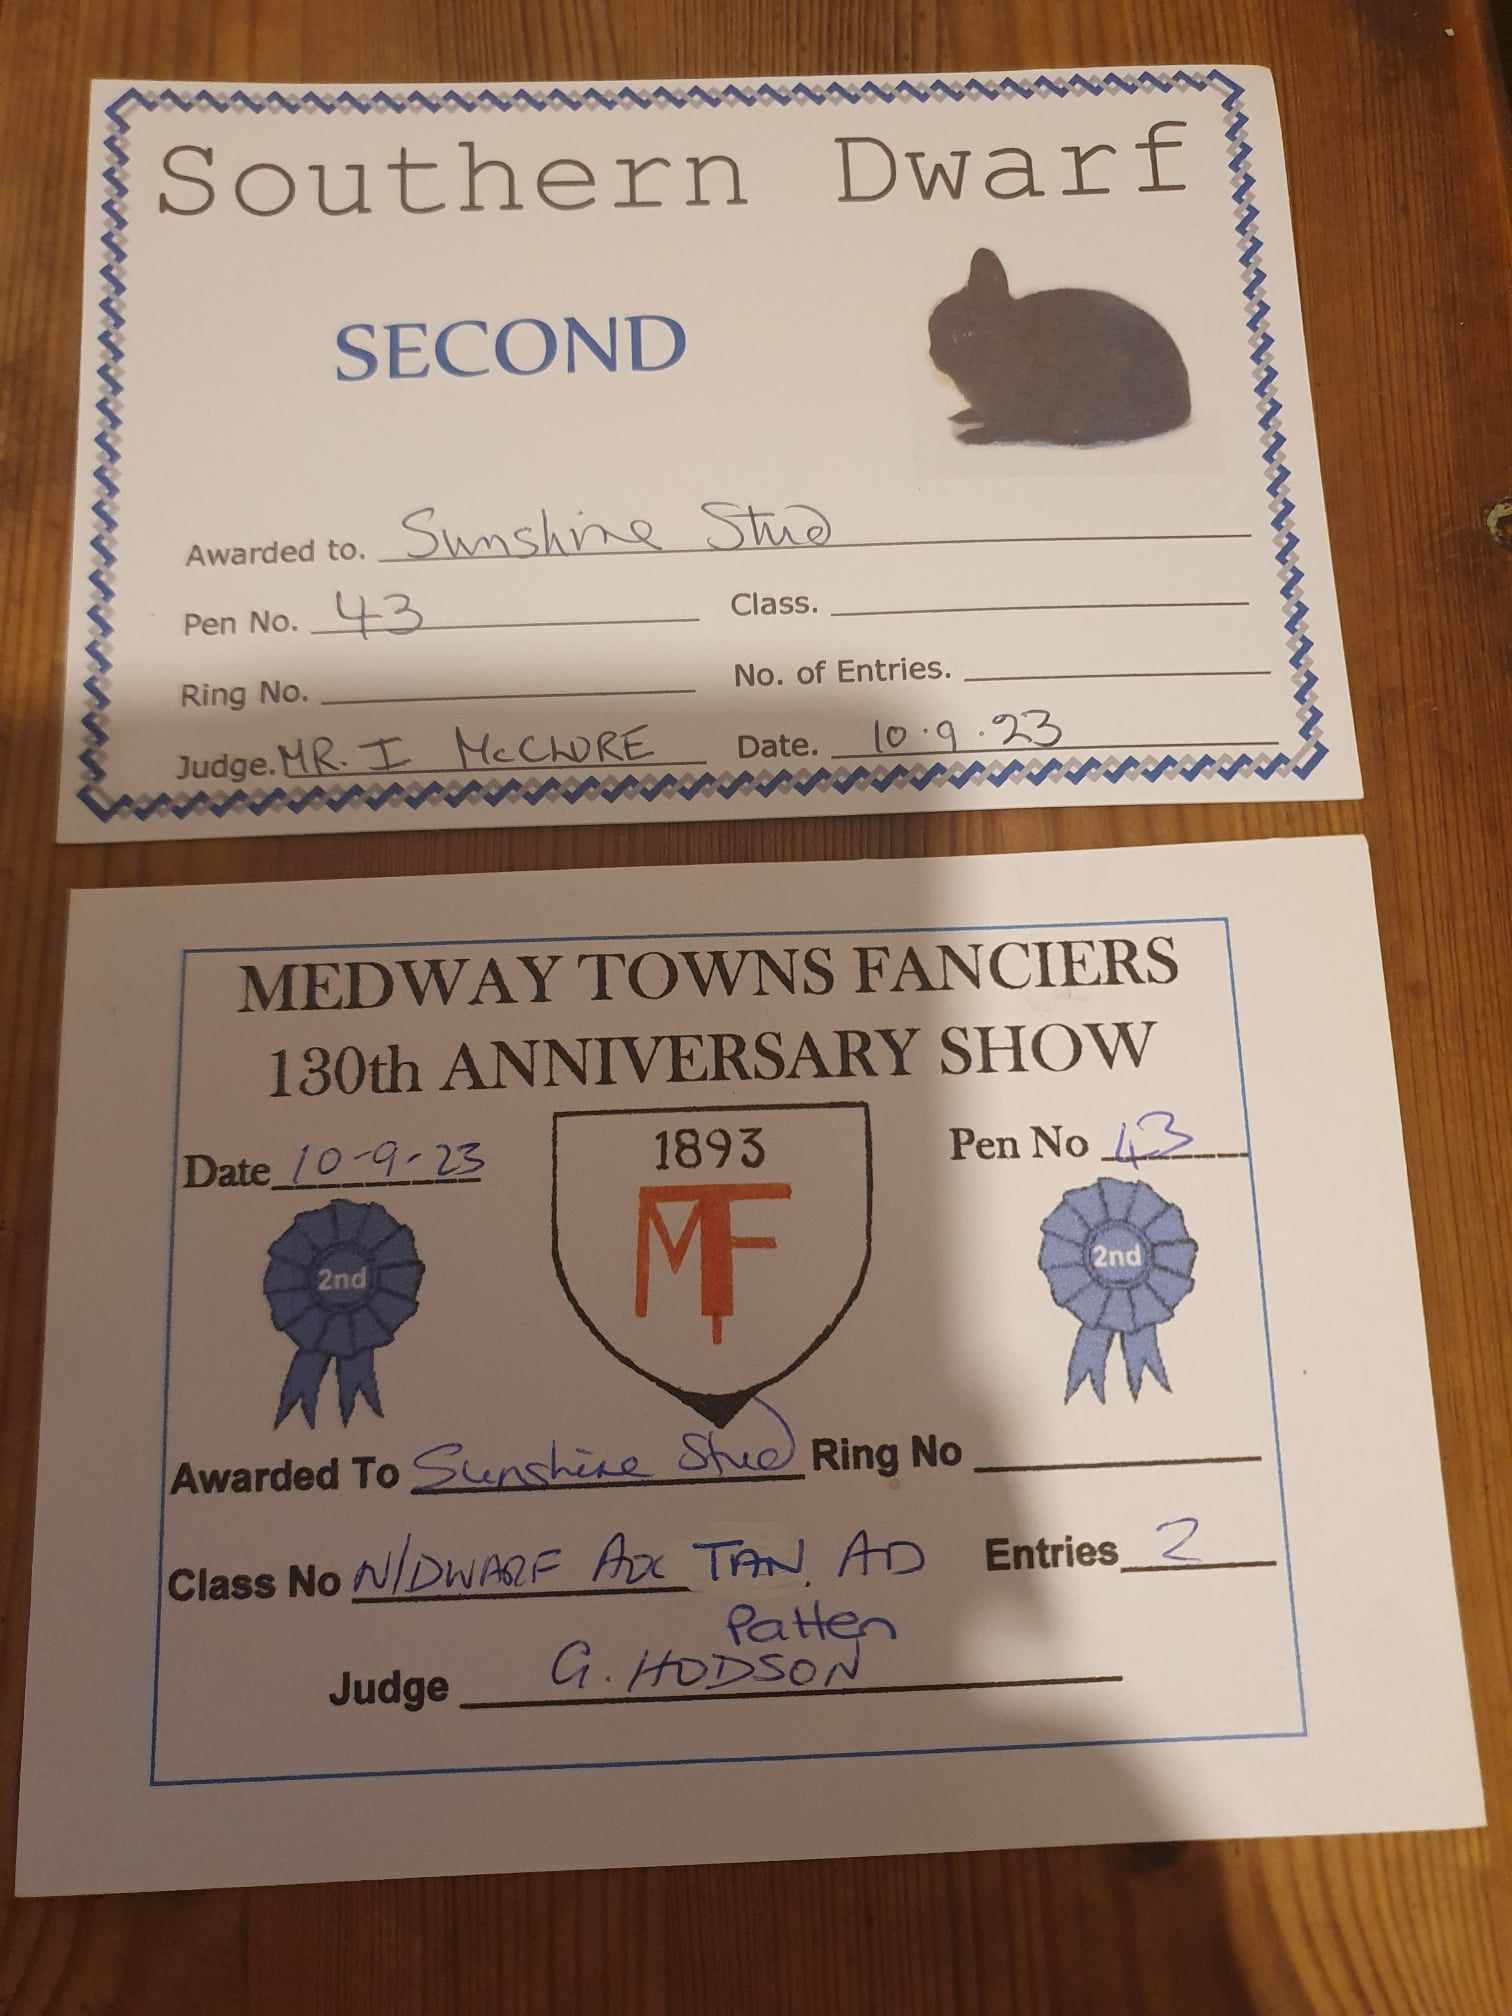 Southern Dwarf
SECOND
Awarded to. Sunshine Stud
Pen No. 43 Class.
Ring No. No. of Entries.
Judge. MR. I McCLURE Date. 10.9.23
MEDWAY TOWNS FANCIERS
130th ANNIVERSARY SHOW
Date 10-9-23 1893 Pen No 43
MTF
2nd 2nd
Awarded To Sunshine Stud Ring No
Class No N/DWARF AOC TAN AD Entries 2
Patten
Judge G. HODSON